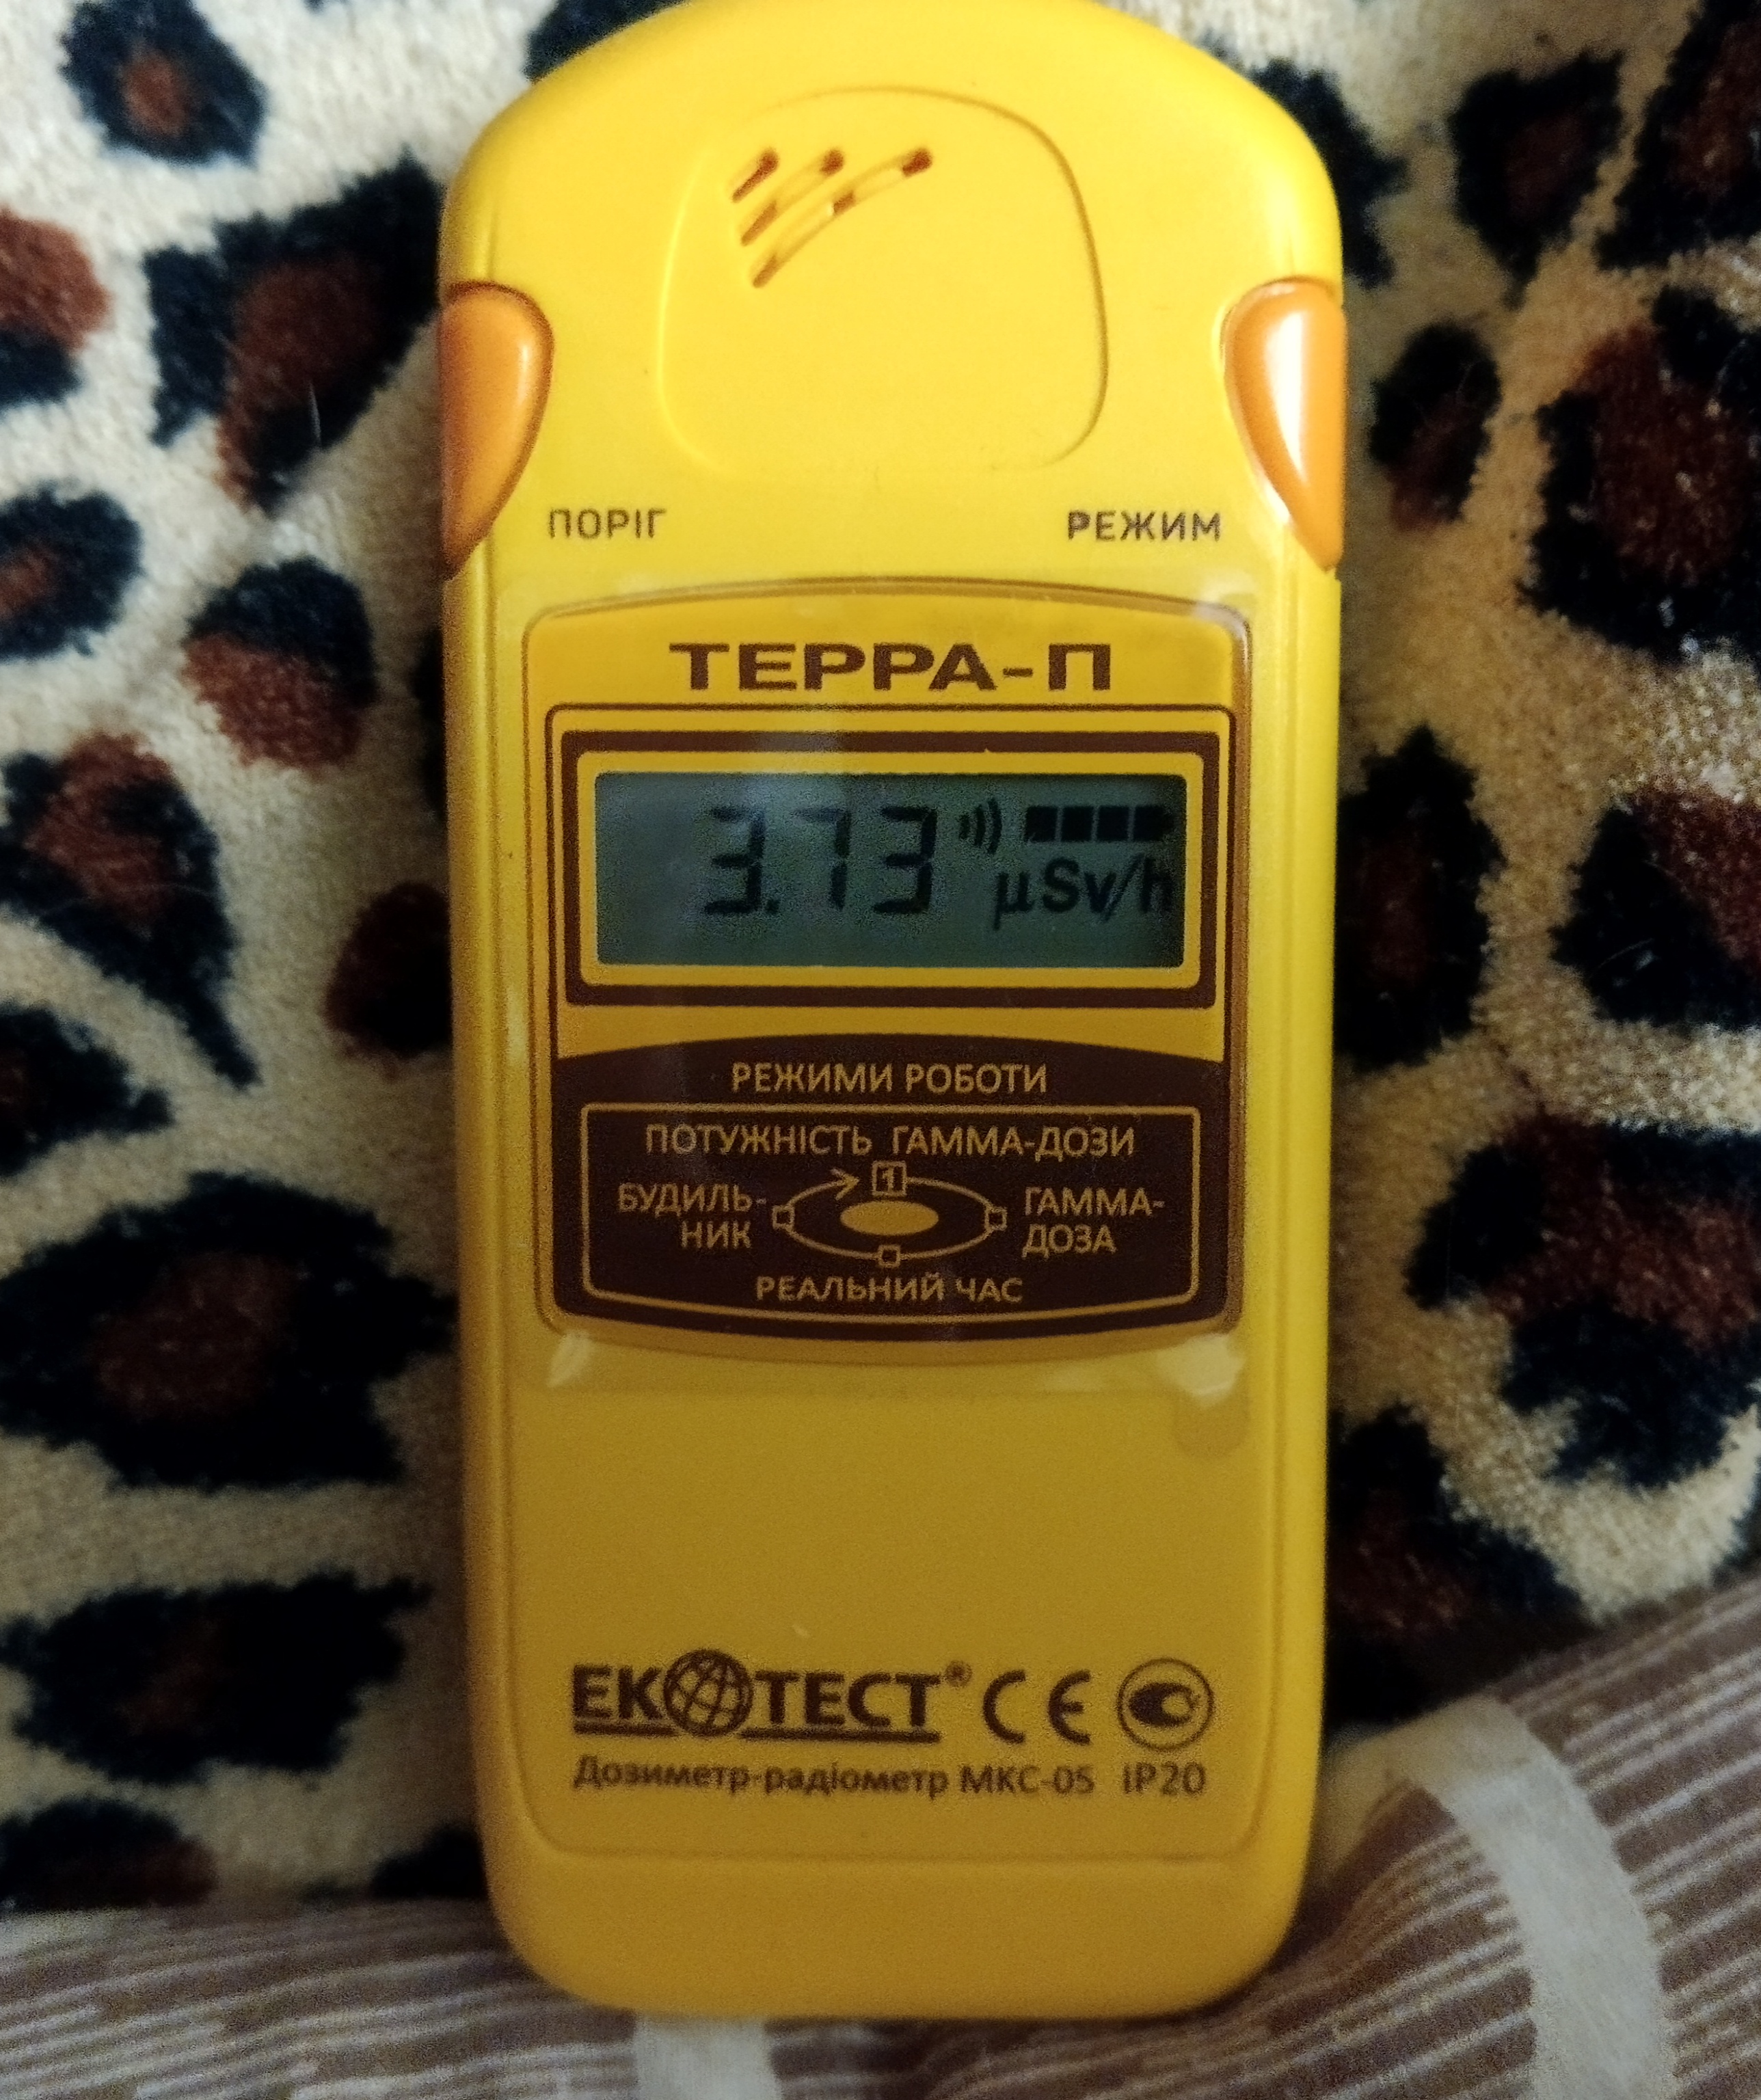 ПОРІГ РЕЖИМ
ТЕРРА-П
3.73 µSv/h
РЕЖИМИ РОБОТИ
ПОТУЖНІСТЬ ГАММА-ДОЗИ
1
БУДИЛЬ-
НИК
ГАММА-
ДОЗА
РЕАЛЬНИЙ ЧАС
ЕКОТЕСТ® CE
Дозиметр-радіометр МКС-05 IP20